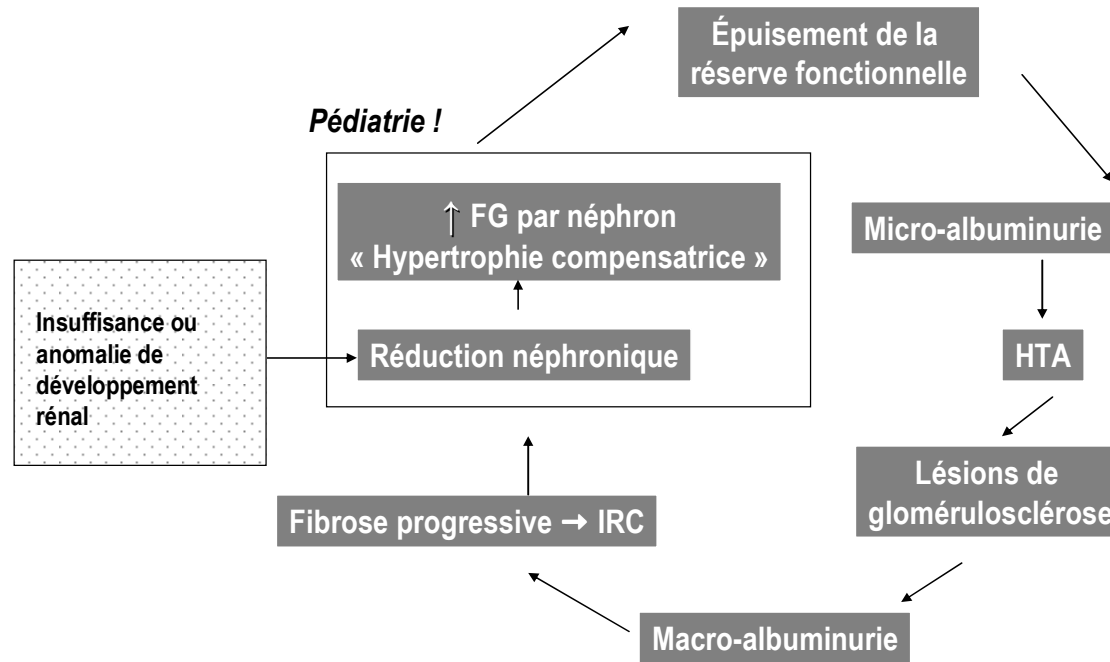 Épuisement de la
réserve fonctionnelle
Pédiatrie !
↑ FG par néphron
« Hypertrophie compensatrice »
Micro-albuminurie
Insuffisance ou
anomalie de
développement
rénal
Réduction néphronique
HTA
Lésions de
glomérulosclérose
Fibrose progressive → IRC
Macro-albuminurie